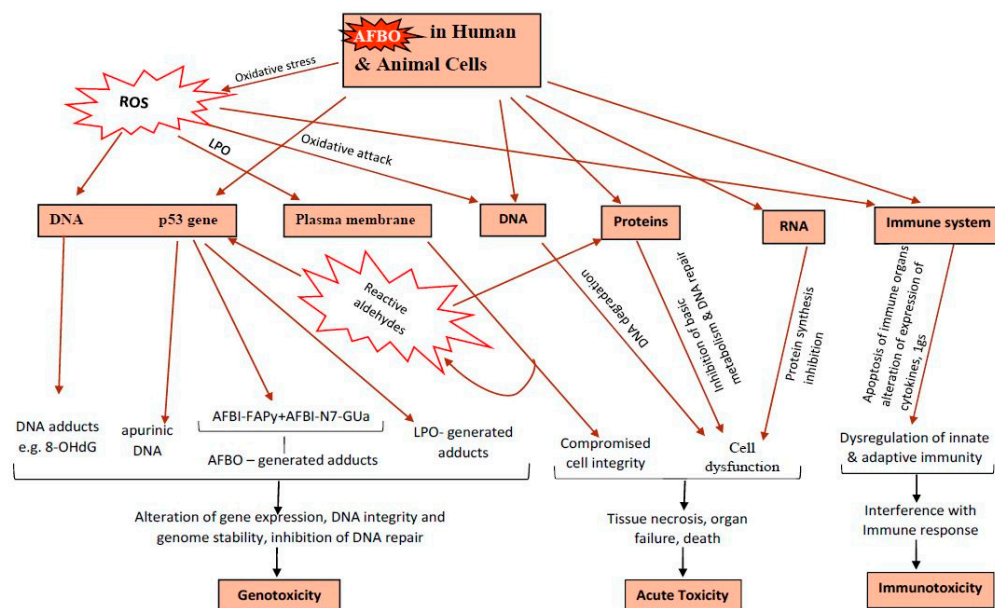 AFBO in Human
& Animal Cells
Oxidative stress
ROS
LPO
Oxidative attack
DNA p53 gene
Plasma membrane
DNA
Proteins
RNA
Immune system
Reactive
aldehydes
DNA degradation
Inhibition of basic
metabolism & DNA repair
Protein synthesis
inhibition
Apoptosis of immune organs
alteration of expression of
cytokines, 1gs
DNA adducts
e.g. 8-OHdG
apurinic
DNA
AFBI-FAPy+AFBI-N7-GUa
AFBO – generated adducts
LPO- generated
adducts
Compromised
cell integrity
Cell
dysfunction
Dysregulation of innate
& adaptive immunity
Alteration of gene expression, DNA integrity and
genome stability, inhibition of DNA repair
Tissue necrosis, organ
failure, death
Interference with
Immune response
Genotoxicity
Acute Toxicity
Immunotoxicity